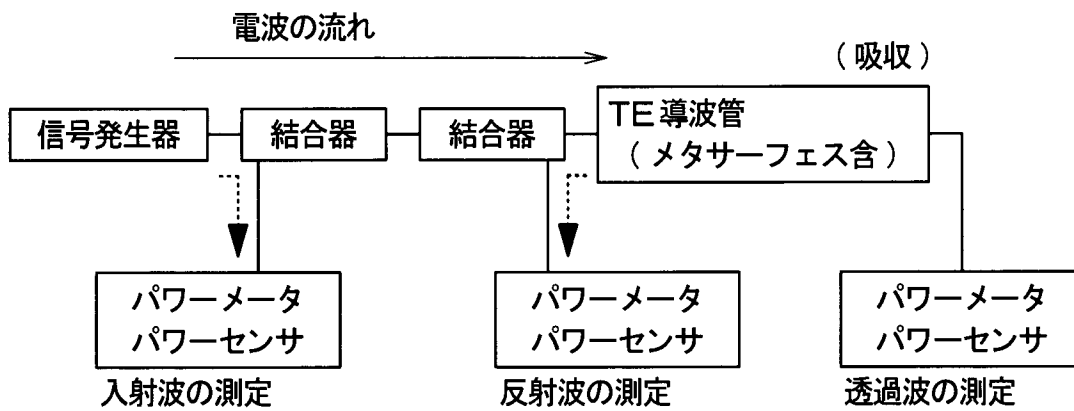 電波の流れ
（吸収）
信号発生器
結合器
結合器
TE導波管
（メタサーフェス含）
パワーメータ
パワーセンサ
入射波の測定
パワーメータ
パワーセンサ
反射波の測定
パワーメータ
パワーセンサ
透過波の測定